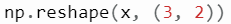 np.reshape(x, (3, 2))